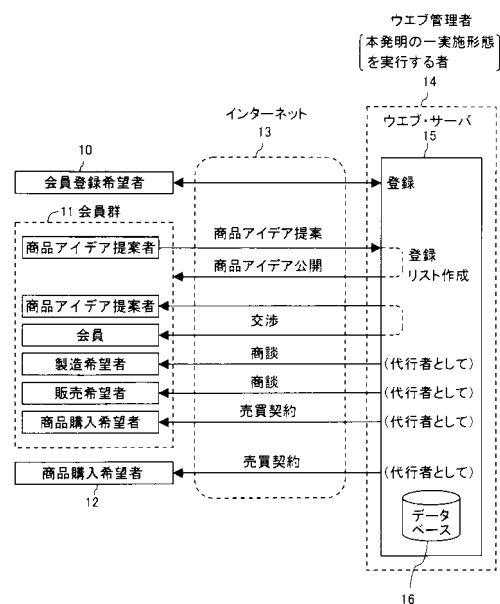 ウエブ管理者
本発明の一実施形態
を実行する者
14
インターネット
13
ウエブ・サーバ
15
10
会員登録希望者
登録
11 会員群
商品アイデア提案者
商品アイデア提案
登録
リスト作成
商品アイデア公開
商品アイデア提案者
交渉
会員
商談
製造希望者
(代行者として)
商談
販売希望者
(代行者として)
売買契約
商品購入希望者
(代行者として)
売買契約
商品購入希望者
(代行者として)
12
データ
ベース
16